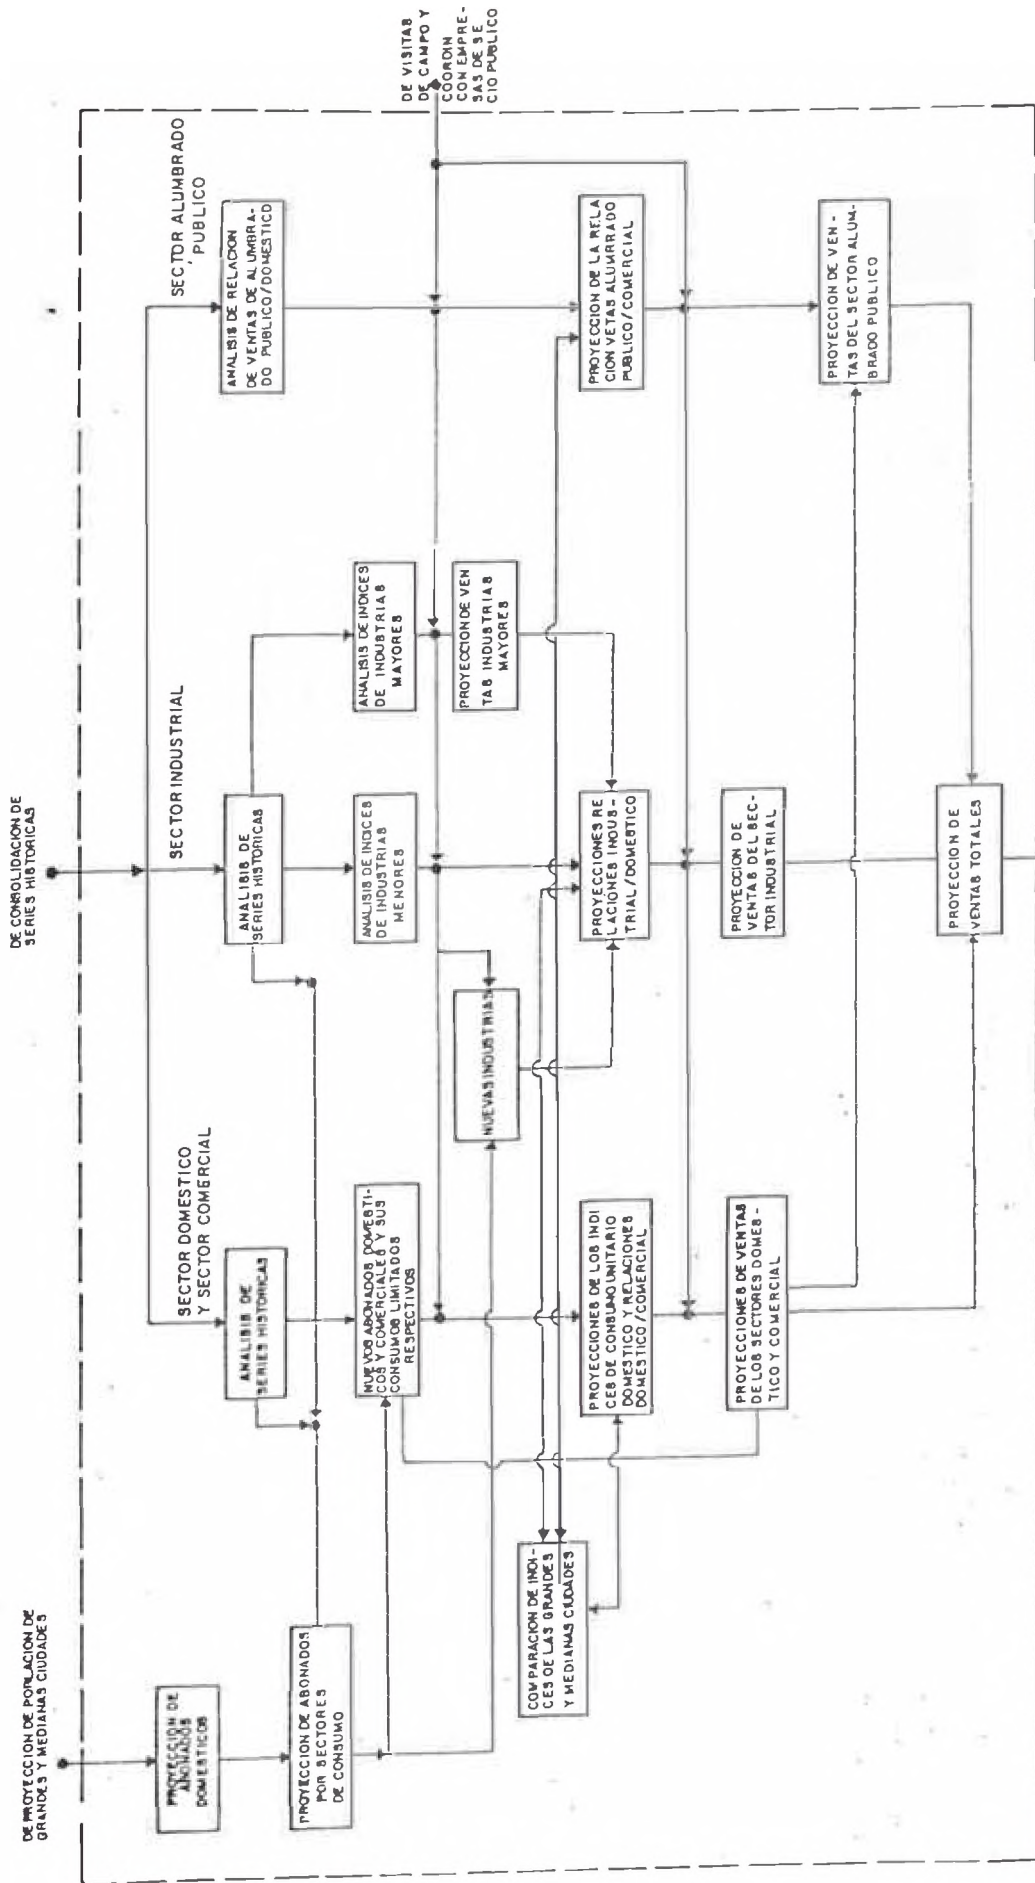 DE PROYECCION DE POBLACION DE
GRANDES Y MEDIANAS CIUDADES
DE CONSOLIDACION DE
SERIES HISTORICAS
DE VISITAS
DE CAMPO Y
COORDIN
CON EMPRE-
SAS DE SE
CIO PUBLICO
SECTOR DOMESTICO
Y SECTOR COMERCIAL
SECTOR INDUSTRIAL
SECTOR ALUMBRADO
PUBLICO
PROYECCION DE
ABONADOS
DOMESTICOS
PROYECCION DE ABONADOS
POR SECTORES
DE CONSUMO
ANALISIS DE
SERIES HISTORICAS
ANALISIS DE
SERIES HISTORICAS
ANALISIS DE RELACION
DE VENTAS DE ALUMBRA-
DO PUBLICO/DOMESTICO
NUEVOS ABONADOS DOMESTI-
COS Y COMERCIALES Y SUS
CONSUMOS LIMITADOS
RESPECTIVOS
ANALISIS DE INDICES
DE INDUSTRIAS
MENORES
ANALISIS DE INDICES
DE INDUSTRIAS
MAYORES
NUEVAS INDUSTRIAS
PROYECCION DE VEN
TAS INDUSTRIAS
MAYORES
COMPARACION DE INDI-
CES DE LAS GRANDES
Y MEDIANAS CIUDADES
PROYECCIONES DE LOS INDI
CES DE CONSUMO UNITARIO
DOMESTICO Y RELACIONES
DOMESTICO/COMERCIAL
PROYECCIONES RE
LACIONES INDUS-
TRIAL/DOMESTICO
PROYECCION DE LA RELA
CION VETAS ALUMBRADO
PUBLICO/COMERCIAL
PROYECCIONES DE VENTAS
DE LOS SECTORES DOMES-
TICO Y COMERCIAL
PROYECCION DE
VENTAS DEL SEC-
TOR INDUSTRIAL
PROYECCION DE VEN-
TAS DEL SECTOR ALUM-
BRADO PUBLICO
PROYECCION DE
VENTAS TOTALES